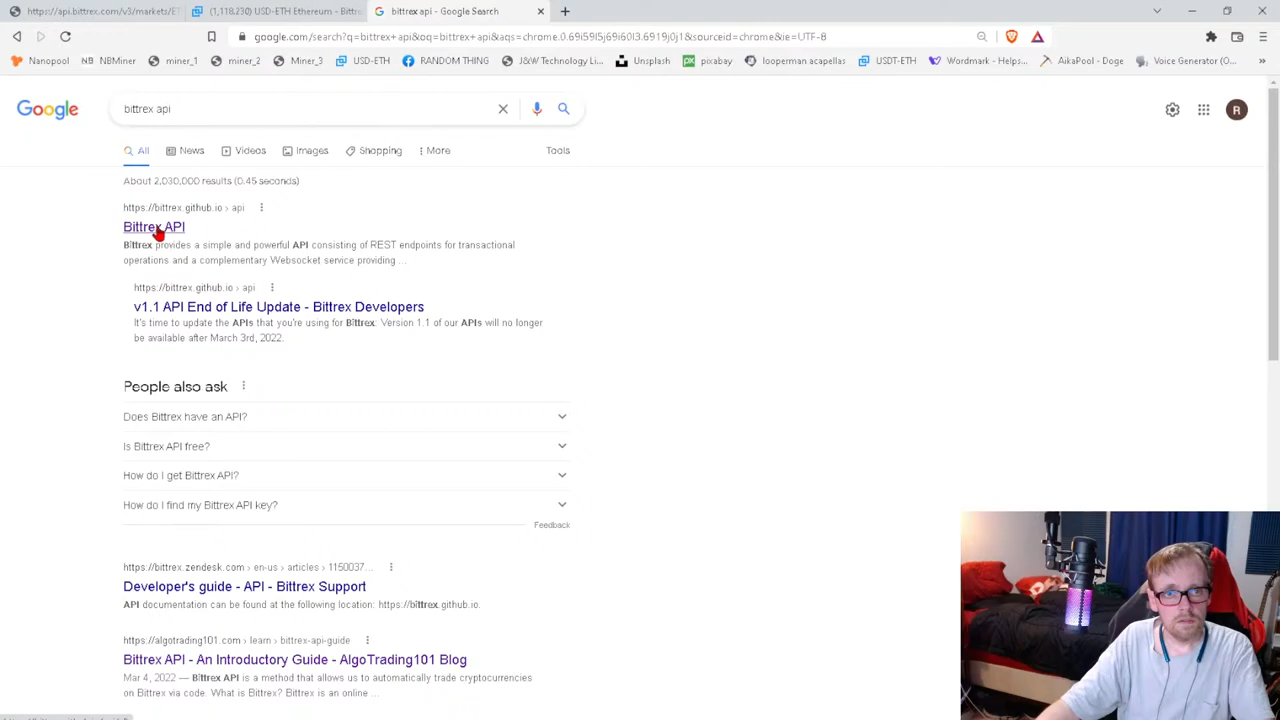 https://api.bittrex.com/v3/markets/E
(1,118.230) USD-ETH Ethereum - Bittre
bittrex api - Google Search
google.com/search?q=bittrex+api&oq=bittrex+api&aqs=chrome.0.69i59l5j69i60l3.6919j0j1&sourceid=chrome&ie=UTF-8
Nanopool
NB NBMiner
miner_1
miner_2
Miner_3
USD-ETH
RANDOM THING
J&W Technology Li...
Unsplash
px pixabay
looperman acapellas
USDT-ETH
Wordmark - Helps...
AikaPool - Doge
Voice Generator (O...
Google
bittrex api
R
All
News
Videos
Images
Shopping
More
Tools
About 2,030,000 results (0.45 seconds)
https://bittrex.github.io › api
Bittrex API
Bittrex provides a simple and powerful API consisting of REST endpoints for transactional
operations and a complementary Websocket service providing ...
https://bittrex.github.io › api
v1.1 API End of Life Update - Bittrex Developers
It's time to update the APIs that you're using for Bittrex: Version 1.1 of our APIs will no longer
be available after March 3rd, 2022.
People also ask
Does Bittrex have an API?
Is Bittrex API free?
How do I get Bittrex API?
How do I find my Bittrex API key?
Feedback
https://bittrex.zendesk.com › en-us › articles › 1150037...
Developer's guide - API - Bittrex Support
API documentation can be found at the following location: https://bittrex.github.io.
https://algotrading101.com › learn › bittrex-api-guide
Bittrex API - An Introductory Guide - AlgoTrading101 Blog
Mar 4, 2022 — Bittrex API is a method that allows us to automatically trade cryptocurrencies
on Bittrex via code. What is Bittrex? Bittrex is an online ...